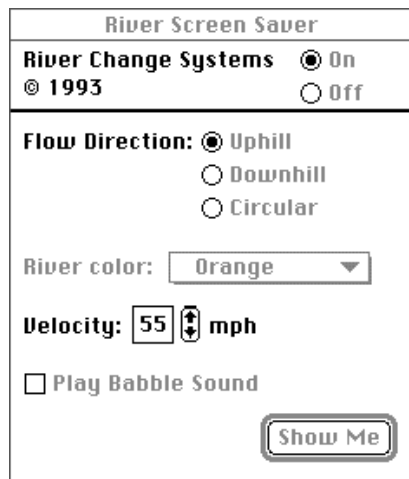 River Screen Saver
River Change Systems On
© 1993 Off
Flow Direction: Uphill
Downhill
Circular
River color: Orange
Velocity: 55 mph
Play Babble Sound
Show Me